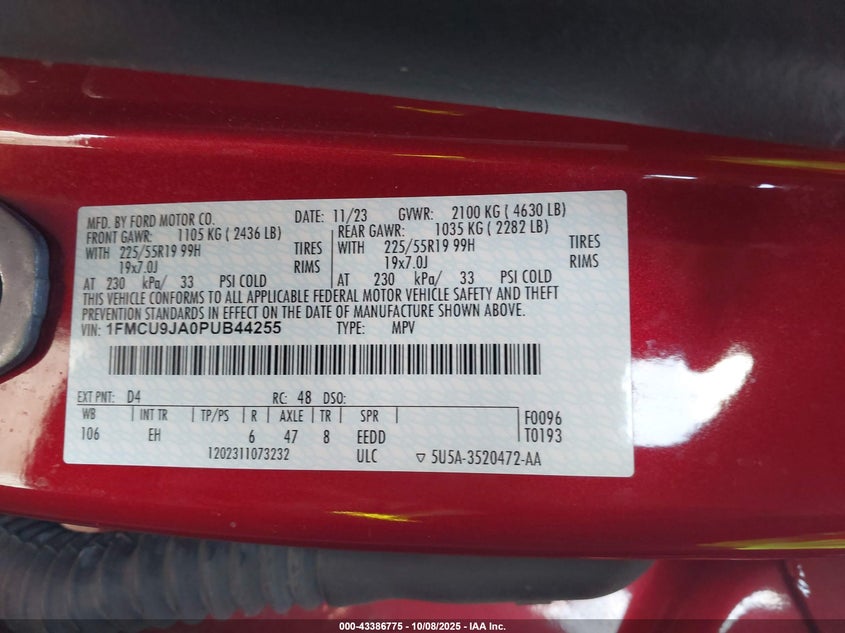 MFD. BY FORD MOTOR CO. DATE: 11/23 GVWR: 2100 KG ( 4630 LB)
FRONT GAWR: 1105 KG ( 2436 LB) REAR GAWR: 1035 KG ( 2282 LB)
WITH 225/55R19 99H TIRES WITH 225/55R19 99H TIRES
19x7.0J RIMS 19x7.0J RIMS
AT 230 kPa/ 33 PSI COLD AT 230 kPa/ 33 PSI COLD
THIS VEHICLE CONFORMS TO ALL APPLICABLE FEDERAL MOTOR VEHICLE SAFETY AND THEFT
PREVENTION STANDARDS IN EFFECT ON THE DATE OF MANUFACTURE SHOWN ABOVE.
VIN: 1FMCU9JA0PUB44255 TYPE: MPV
EXT PNT: D4 RC: 48 DSO:
WB INT TR TP/PS R AXLE TR SPR F0096
106 EH 6 47 8 EEDD T0193
1202311073232 ULC ▽ 5U5A-3520472-AA
000-43386775 - 10/08/2025 - IAA Inc.